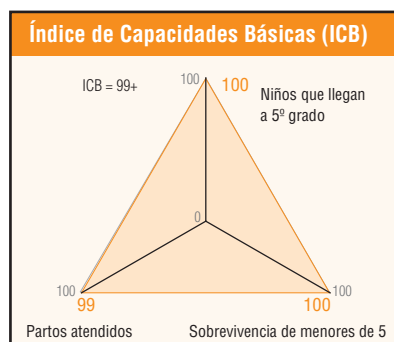 Índice de Capacidades Básicas (ICB)
ICB = 99+
100
100
Niños que llegan
a 5º grado
0
100
99
100
100
Partos atendidos
Sobrevivencia de menores de 5